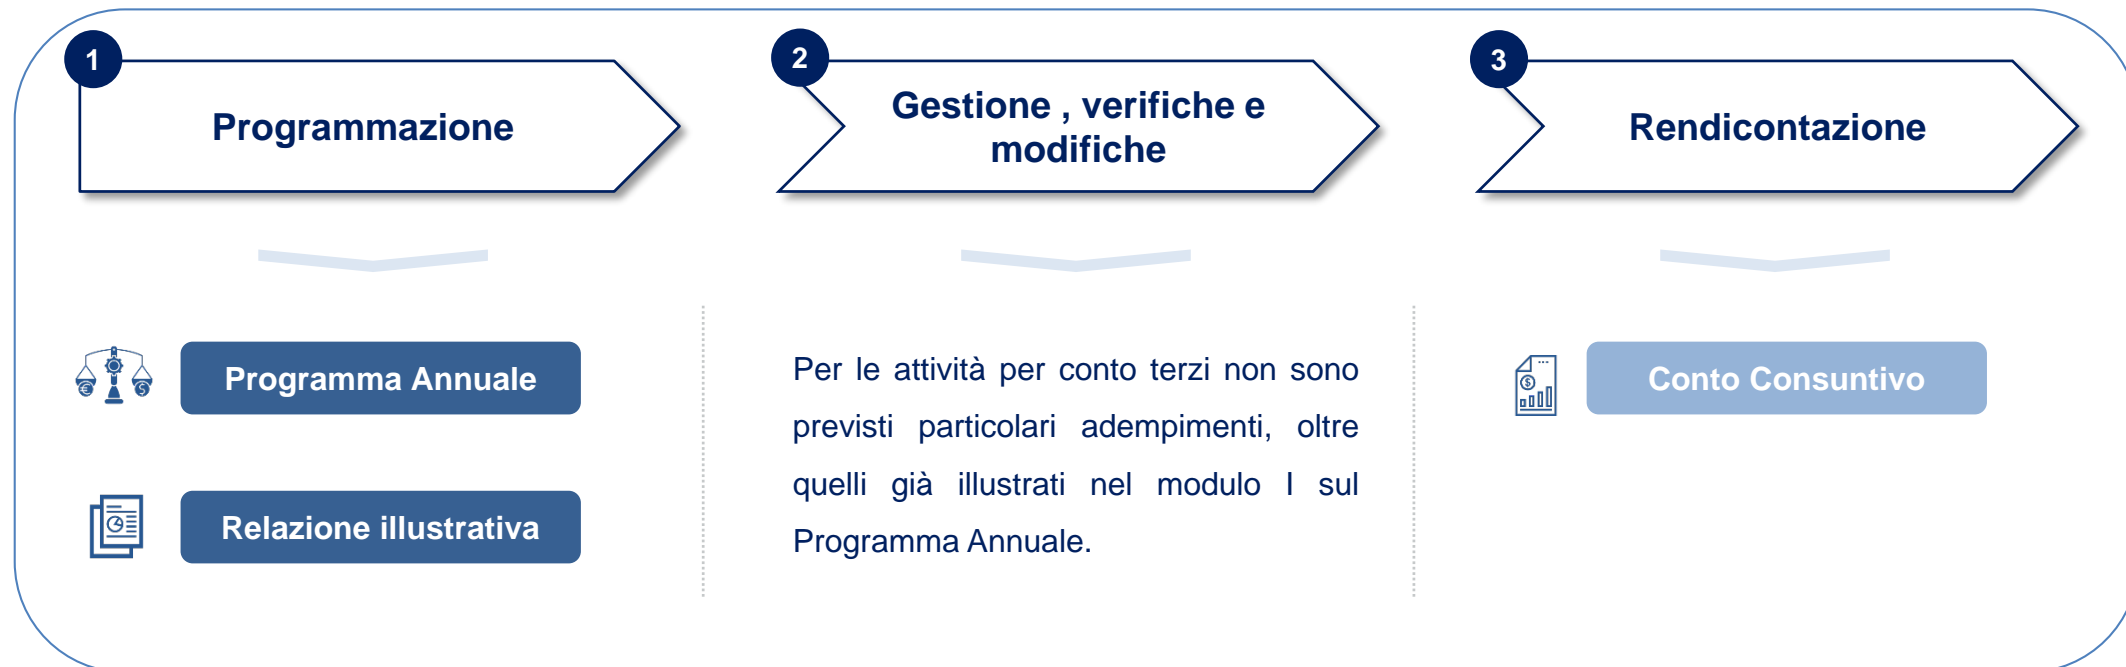 1
Programmazione
2
Gestione , verifiche e
modifiche
3
Rendicontazione
Programma Annuale
Relazione illustrativa
Per le attività per conto terzi non sono
previsti particolari adempimenti, oltre
quelli già illustrati nel modulo I sul
Programma Annuale.
Conto Consuntivo